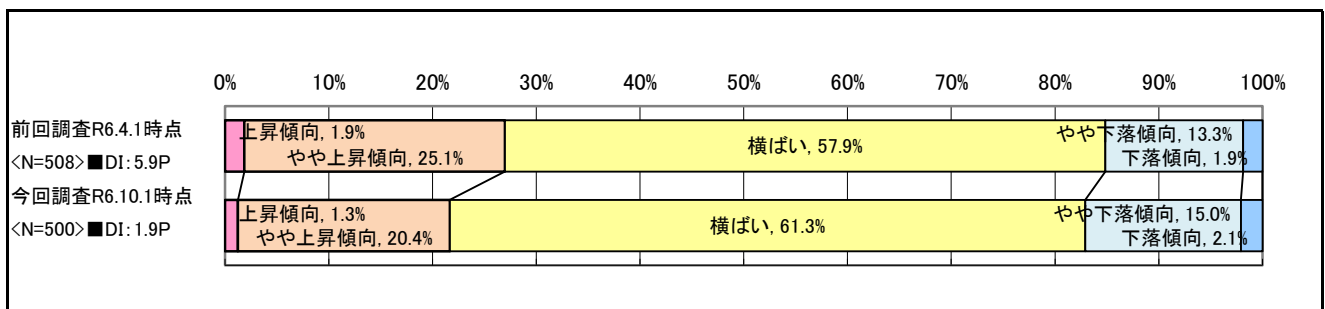 0% 10% 20% 30% 40% 50% 60% 70% 80% 90% 100%
前回調査R6.4.1時点
<N=508>■DI:5.9P
上昇傾向, 1.9%
やや上昇傾向, 25.1%
横ばい, 57.9%
やや下落傾向, 13.3%
下落傾向, 1.9%
今回調査R6.10.1時点
<N=500>■DI:1.9P
上昇傾向, 1.3%
やや上昇傾向, 20.4%
横ばい, 61.3%
やや下落傾向, 15.0%
下落傾向, 2.1%